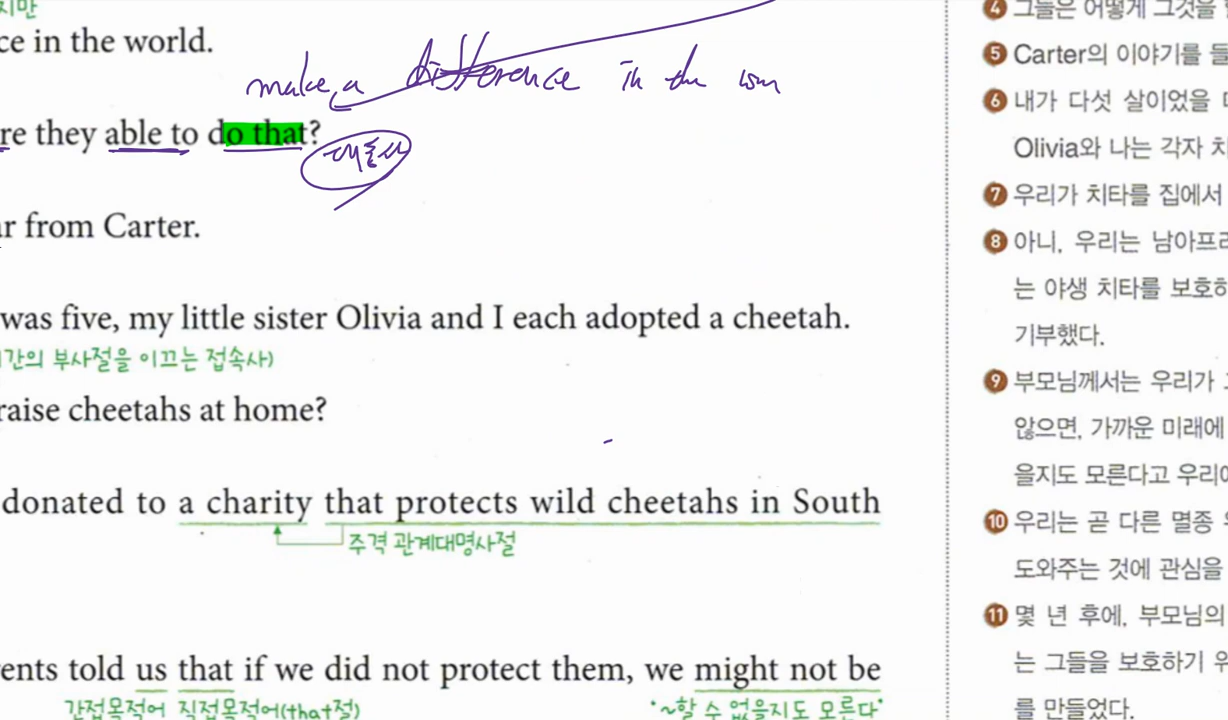 지만
ce in the world.
make a difference in the
re they able to do that?
대동사
ar from Carter.
was five, my little sister Olivia and I each adopted a cheetah.
간의 부사절을 이끄는 접속사)
raise cheetahs at home?
donated to a charity that protects wild cheetahs in South
주격 관계대명사절
ents told us that if we did not protect them, we might not be
간접목적어 직접목적어(that절)
'~할 수 없을지도 모른다'
4 그들은 어떻게 그것을
5 Carter의 이야기를 들
6 내가 다섯 살이었을
Olivia와 나는 각자 치
7 우리가 치타를 집에서
8 아니, 우리는 남아프리
는 야생 치타를 보호하
기부했다.
9 부모님께서는 우리가
않으면, 가까운 미래에
을지도 모른다고 우리에
10 우리는 곧 다른 멸종
도와주는 것에 관심을
11 몇 년 후에, 부모님의
는 그들을 보호하기 위
를 만들었다.